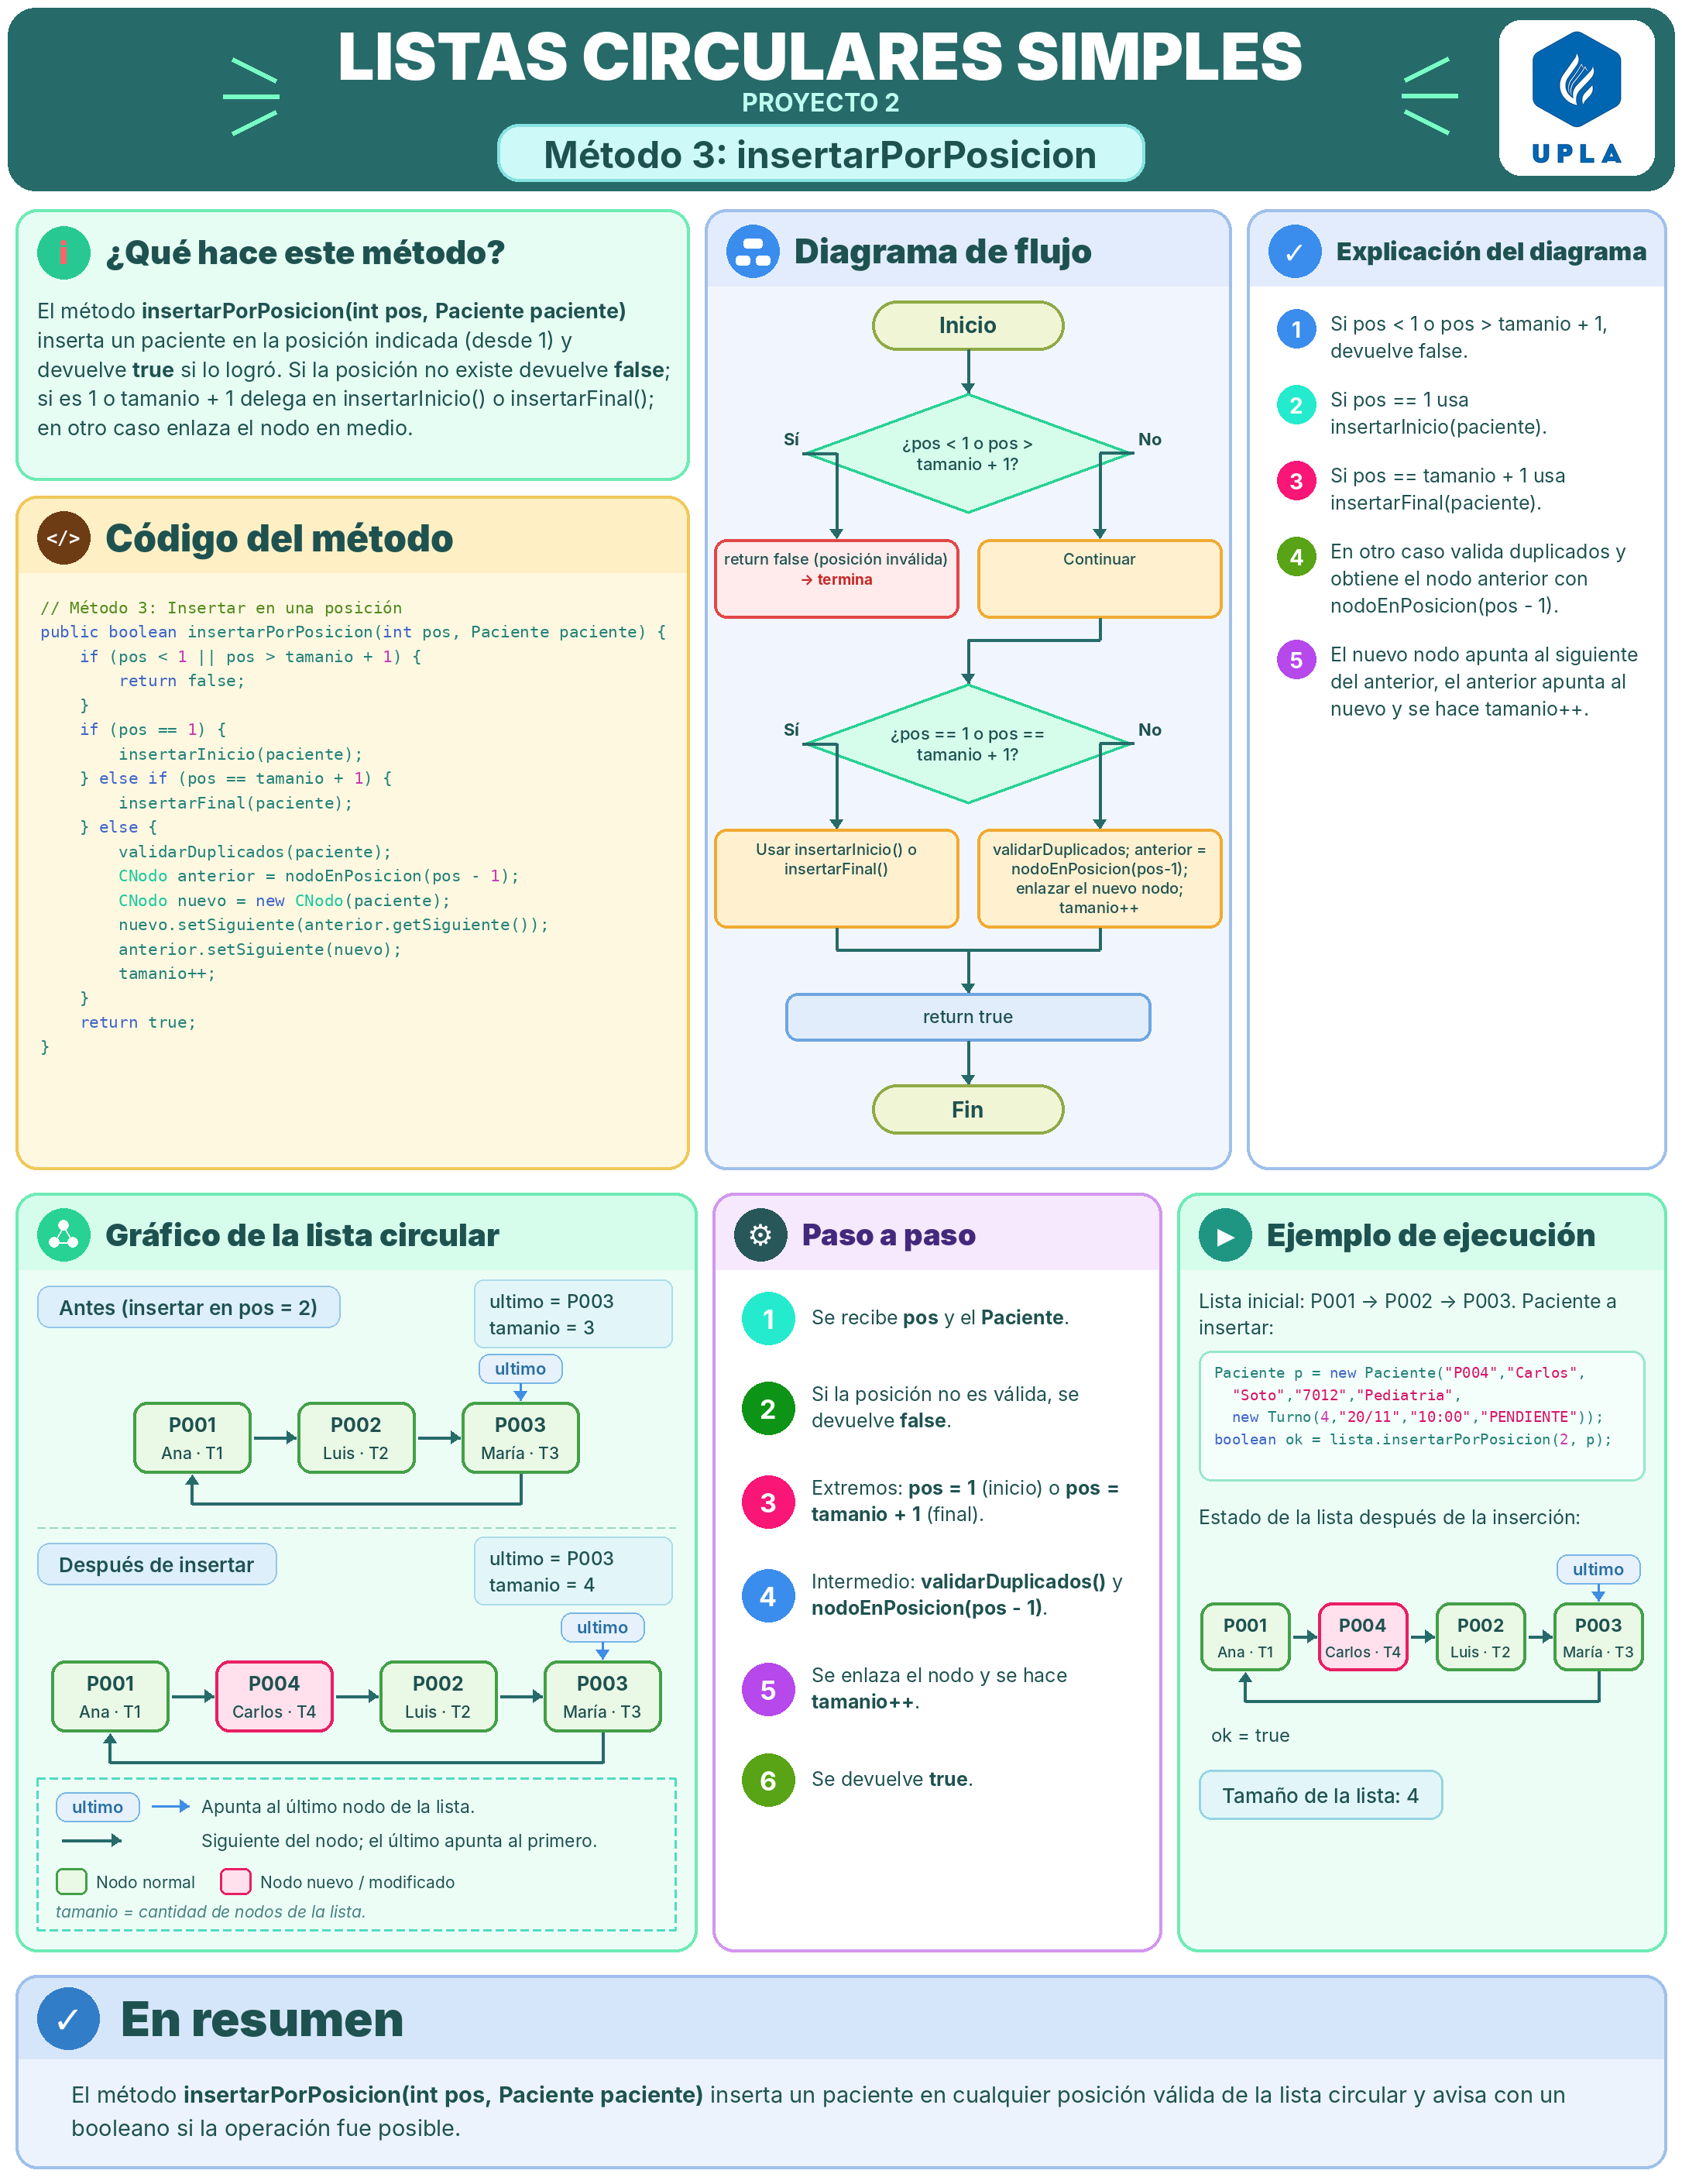 LISTAS CIRCULARES SIMPLES
PROYECTO 2
Método 3: insertarPorPosicion
UPLA
i
¿Qué hace este método?
El método insertarPorPosicion(int pos, Paciente paciente)
inserta un paciente en la posición indicada (desde 1) y
devuelve true si lo logró. Si la posición no existe devuelve false;
si es 1 o tamanio + 1 delega en insertarInicio() o insertarFinal();
en otro caso enlaza el nodo en medio.
</>
Código del método
// Método 3: Insertar en una posición
public boolean insertarPorPosicion(int pos, Paciente paciente) {
    if (pos < 1 || pos > tamanio + 1) {
        return false;
    }
    if (pos == 1) {
        insertarInicio(paciente);
    } else if (pos == tamanio + 1) {
        insertarFinal(paciente);
    } else {
        validarDuplicados(paciente);
        CNodo anterior = nodoEnPosicion(pos - 1);
        CNodo nuevo = new CNodo(paciente);
        nuevo.setSiguiente(anterior.getSiguiente());
        anterior.setSiguiente(nuevo);
        tamanio++;
    }
    return true;
}
Diagrama de flujo
Inicio
¿pos < 1 o pos >
tamanio + 1?
Sí
No
return false (posición inválida)
→ termina
Continuar
¿pos == 1 o pos ==
tamanio + 1?
Sí
No
Usar insertarInicio() o
insertarFinal()
validarDuplicados; anterior =
nodoEnPosicion(pos-1);
enlazar el nuevo nodo;
tamanio++
return true
Fin
✓
Explicación del diagrama
1
Si pos < 1 o pos > tamanio + 1,
devuelve false.
2
Si pos == 1 usa
insertarInicio(paciente).
3
Si pos == tamanio + 1 usa
insertarFinal(paciente).
4
En otro caso valida duplicados y
obtiene el nodo anterior con
nodoEnPosicion(pos - 1).
5
El nuevo nodo apunta al siguiente
del anterior, el anterior apunta al
nuevo y se hace tamanio++.
Gráfico de la lista circular
Antes (insertar en pos = 2)
ultimo = P003
tamanio = 3
ultimo
P001
Ana · T1
P002
Luis · T2
P003
María · T3
Después de insertar
ultimo = P003
tamanio = 4
ultimo
P001
Ana · T1
P004
Carlos · T4
P002
Luis · T2
P003
María · T3
ultimo
Apunta al último nodo de la lista.
Siguiente del nodo; el último apunta al primero.
Nodo normal
Nodo nuevo / modificado
tamanio = cantidad de nodos de la lista.
Paso a paso
1
Se recibe pos y el Paciente.
2
Si la posición no es válida, se
devuelve false.
3
Extremos: pos = 1 (inicio) o pos =
tamanio + 1 (final).
4
Intermedio: validarDuplicados() y
nodoEnPosicion(pos - 1).
5
Se enlaza el nodo y se hace
tamanio++.
6
Se devuelve true.
Ejemplo de ejecución
Lista inicial: P001 → P002 → P003. Paciente a
insertar:
Paciente p = new Paciente("P004","Carlos",
  "Soto","7012","Pediatria",
  new Turno(4,"20/11","10:00","PENDIENTE"));
boolean ok = lista.insertarPorPosicion(2, p);
Estado de la lista después de la inserción:
ultimo
P001
Ana · T1
P004
Carlos · T4
P002
Luis · T2
P003
María · T3
ok = true
Tamaño de la lista: 4
✓
En resumen
El método insertarPorPosicion(int pos, Paciente paciente) inserta un paciente en cualquier posición válida de la lista circular y avisa con un
booleano si la operación fue posible.